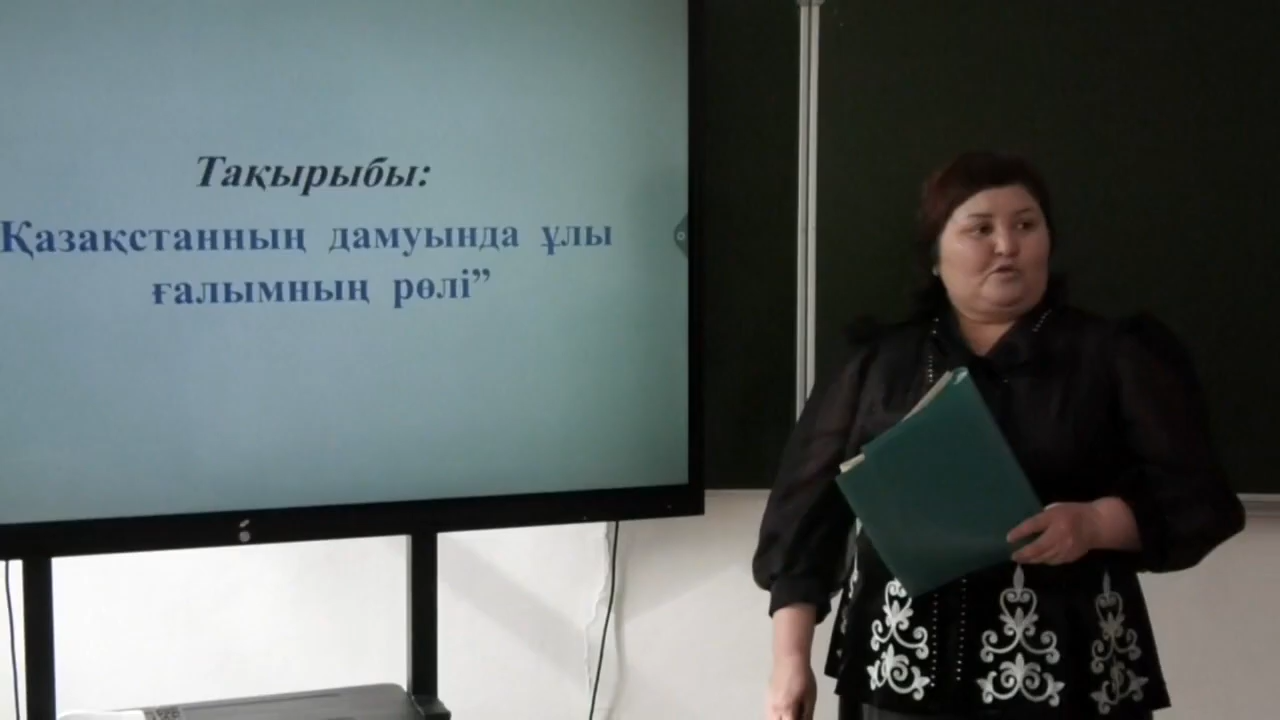 Тақырыбы:
Қазақстанның дамуында ұлы
ғалымның рөлі”